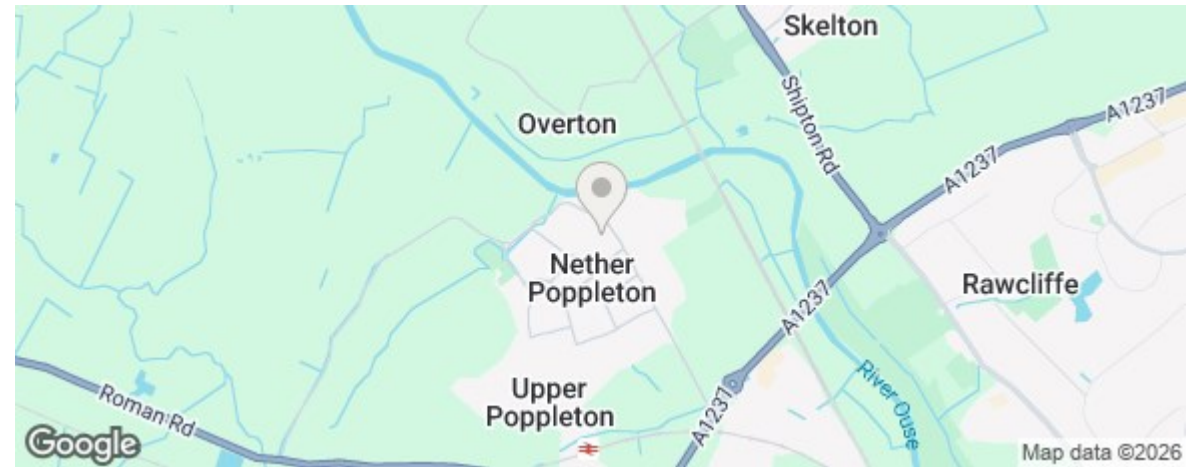 Skelton
Shipton Rd
A1237
Overton
A1237
Nether
Poppleton
Rawcliffe
A1237
Upper
Poppleton
A1237
River Ouse
Roman Rd
Google
Map data ©2026